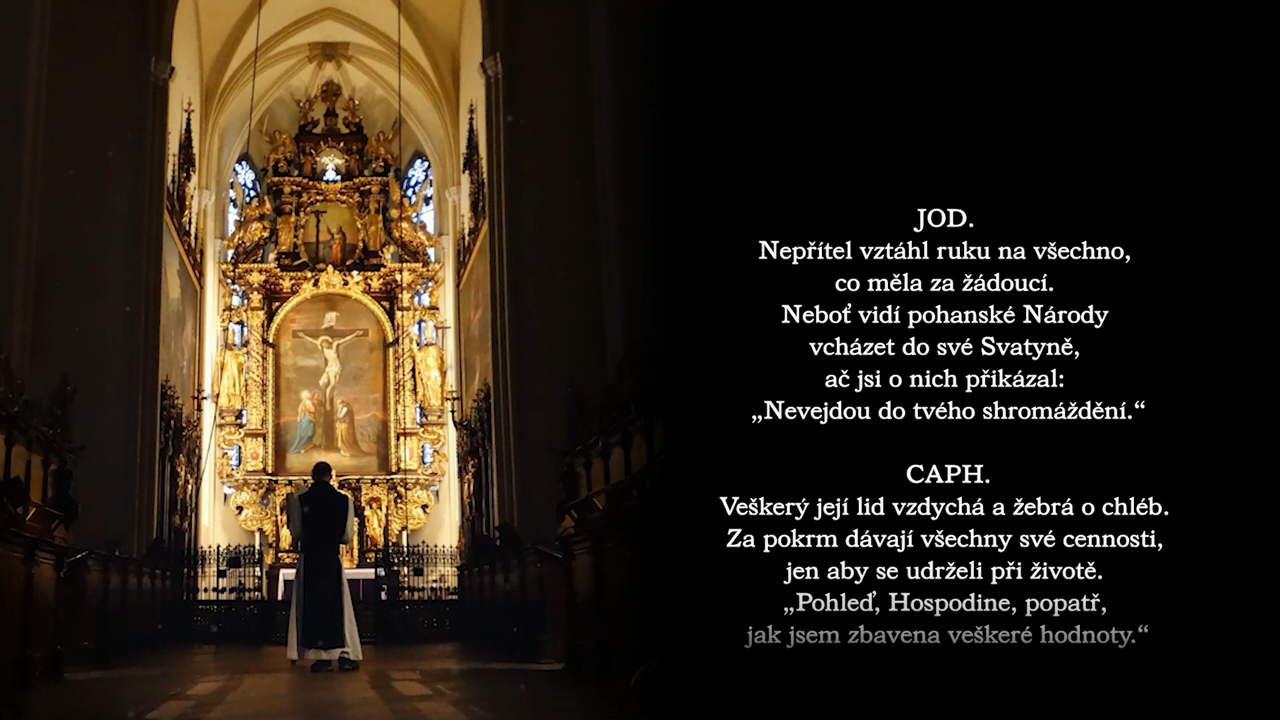 JOD.
Nepřítel vztáhl ruku na všechno,
co měla za žádoucí.
Neboť vidí pohanské Národy
vcházet do své Svatyně,
ač jsi o nich přikázal:
„Nevejdou do tvého shromáždění.“
CAPH.
Veškerý její lid vzdychá a žebrá o chléb.
Za pokrm dávají všechny své cennosti,
jen aby se udrželi při životě.
„Pohleď, Hospodine, popatř,
jak jsem zbavena veškeré hodnoty.“